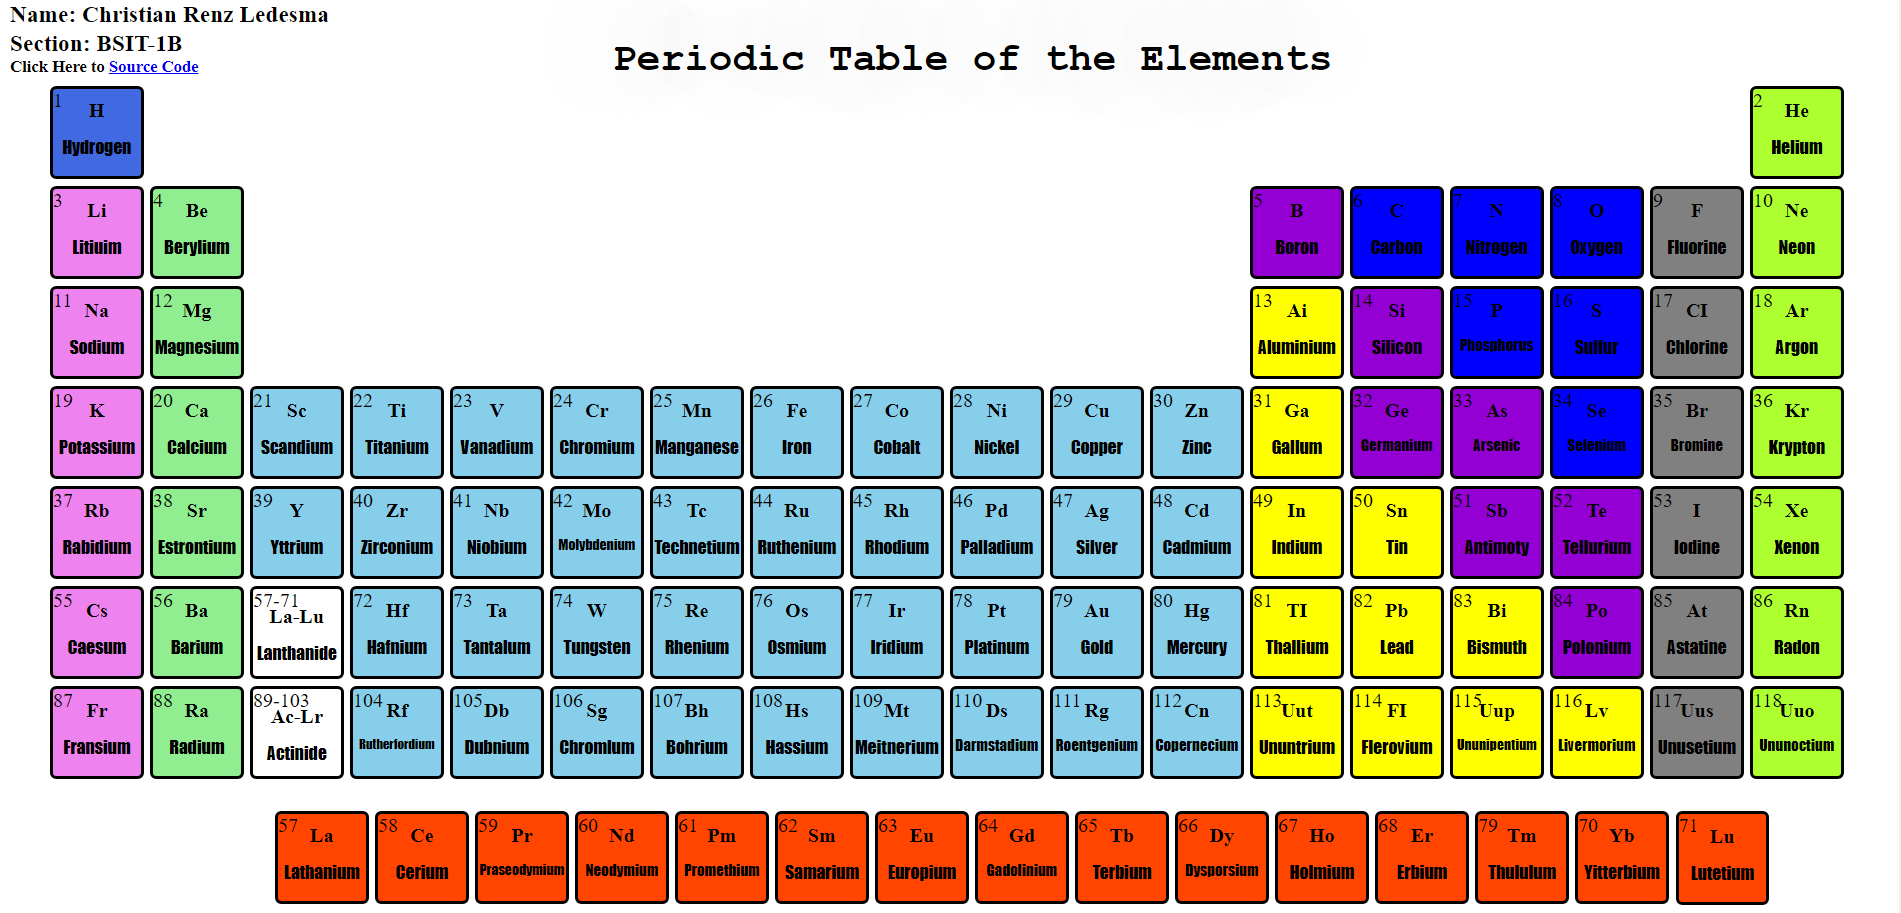 Name: Christian Renz Ledesma
Section: BSIT-1B
Click Here to Source Code
Periodic Table of the Elements
1 2
H He
Hydrogen Helium
3 4 5 6 7 8 9 10
Li Be B C N O F Ne
Litiuim Berylium Boron Carbon Nitrogen Oxygen Fluorine Neon
11 12 13 14 15 16 17 18
Na Mg Ai Si P S CI Ar
Sodium Magnesium Aluminium Silicon Phosphorus Sulfur Chlorine Argon
19 20 21 22 23 24 25 26 27 28 29 30 31 32 33 34 35 36
K Ca Sc Ti V Cr Mn Fe Co Ni Cu Zn Ga Ge As Se Br Kr
Potassium Calcium Scandium Titanium Vanadium Chromium Manganese Iron Cobalt Nickel Copper Zinc Gallum Germanium Arsenic Selenium Bromine Krypton
37 38 39 40 41 42 43 44 45 46 47 48 49 50 51 52 53 54
Rb Sr Y Zr Nb Mo Tc Ru Rh Pd Ag Cd In Sn Sb Te I Xe
Rabidium Estrontium Yttrium Zirconium Niobium Molybdenium Technetium Ruthenium Rhodium Palladium Silver Cadmium Indium Tin Antimoty Tellurium Iodine Xenon
55 56 57-71 72 73 74 75 76 77 78 79 80 81 82 83 84 85 86
Cs Ba La-Lu Hf Ta W Re Os Ir Pt Au Hg TI Pb Bi Po At Rn
Caesum Barium Lanthanide Hafnium Tantalum Tungsten Rhenium Osmium Iridium Platinum Gold Mercury Thallium Lead Bismuth Polonium Astatine Radon
87 88 89-103 104 105 106 107 108 109 110 111 112 113 114 115 116 117 118
Fr Ra Ac-Lr Rf Db Sg Bh Hs Mt Ds Rg Cn Uut FI Uup Lv Uus Uuo
Fransium Radium Actinide Rutherfordium Dubnium Chromlum Bohrium Hassium Meitnerium Darmstadium Roentgenium Copernecium Ununtrium Flerovium Ununipentium Livermorium Unusetium Ununoctium
57 58 59 60 61 62 63 64 65 66 67 68 79 70 71
La Ce Pr Nd Pm Sm Eu Gd Tb Dy Ho Er Tm Yb Lu
Lathanium Cerium Praseodymium Neodymium Promethium Samarium Europium Gadolinium Terbium Dysporsium Holmium Erbium Thululum Yitterbium Lutetium